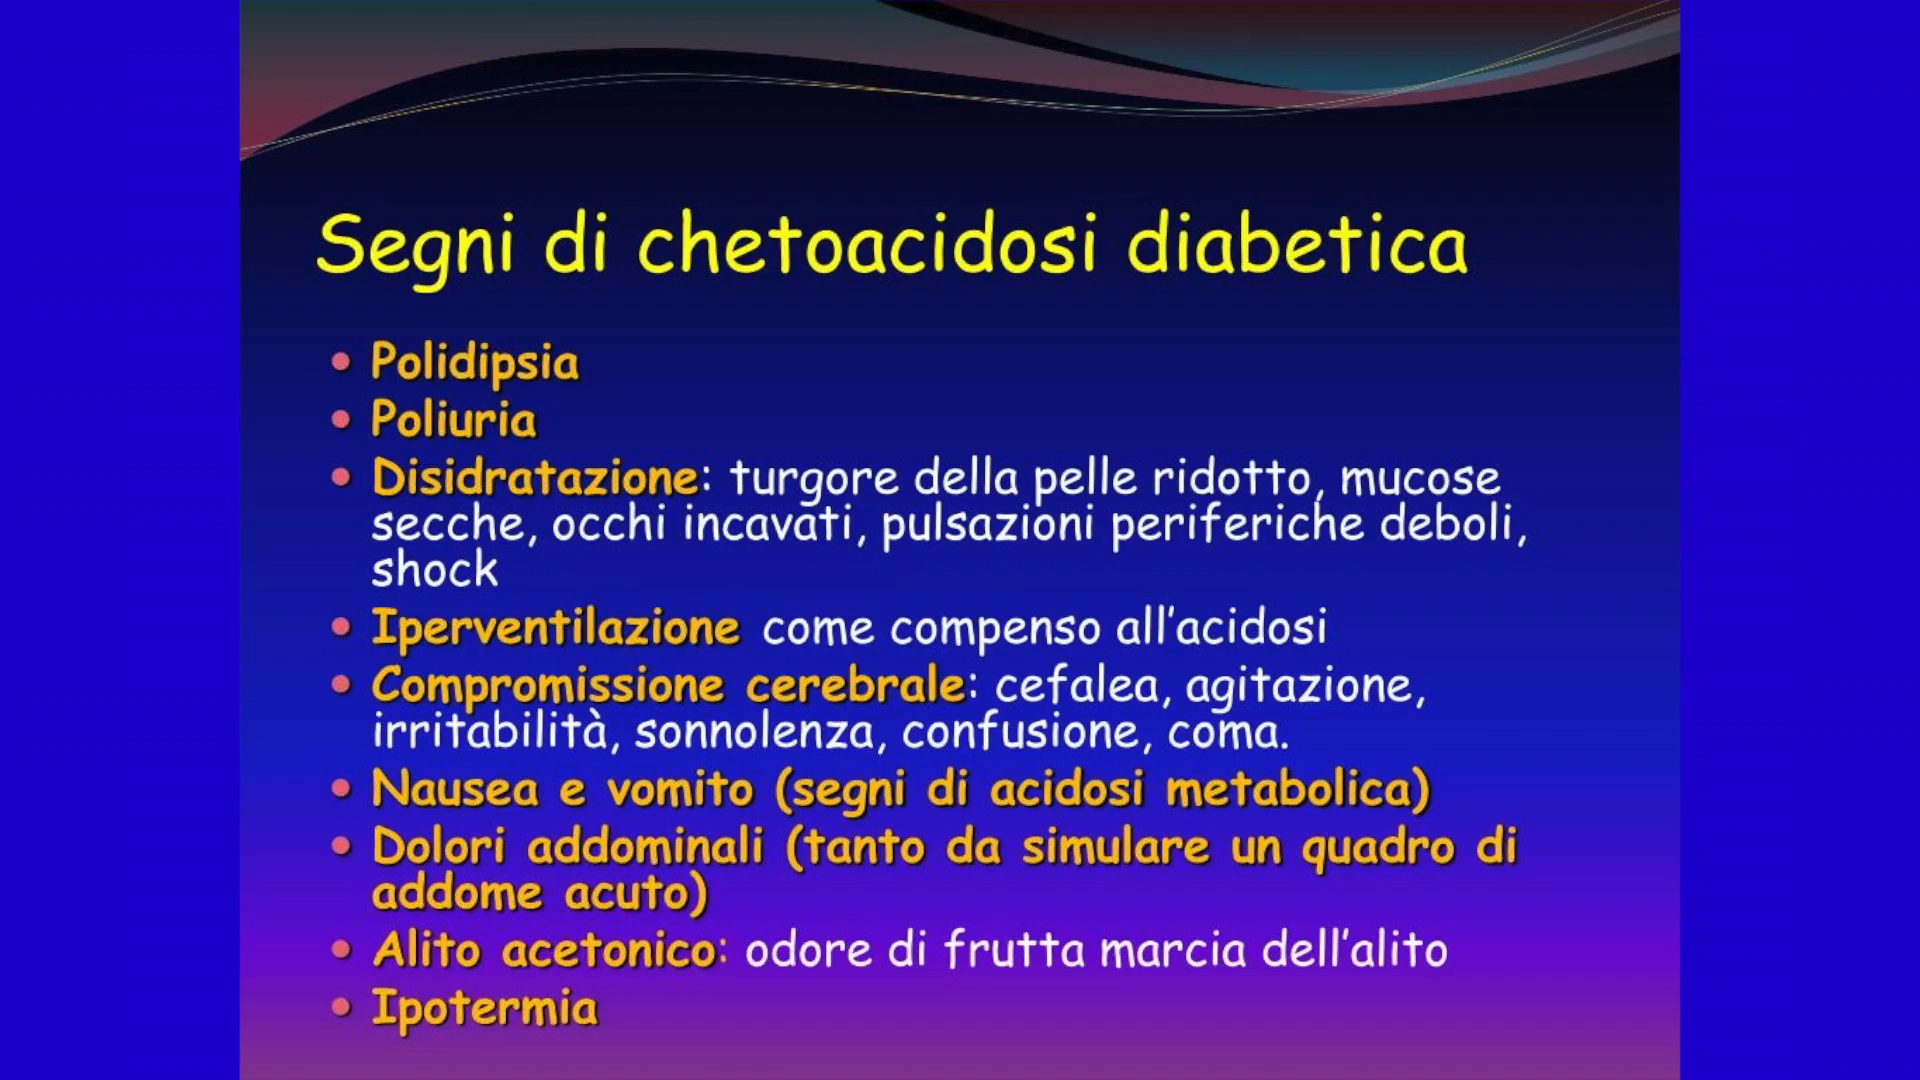 Segni di chetoacidosi diabetica
• Polidipsia
• Poliuria
• Disidratazione: turgore della pelle ridotto, mucose
secche, occhi incavati, pulsazioni periferiche deboli,
shock
• Iperventilazione come compenso all'acidosi
• Compromissione cerebrale: cefalea, agitazione,
irritabilità, sonnolenza, confusione, coma.
• Nausea e vomito (segni di acidosi metabolica)
• Dolori addominali (tanto da simulare un quadro di
addome acuto)
• Alito acetonico: odore di frutta marcia dell'alito
• Ipotermia